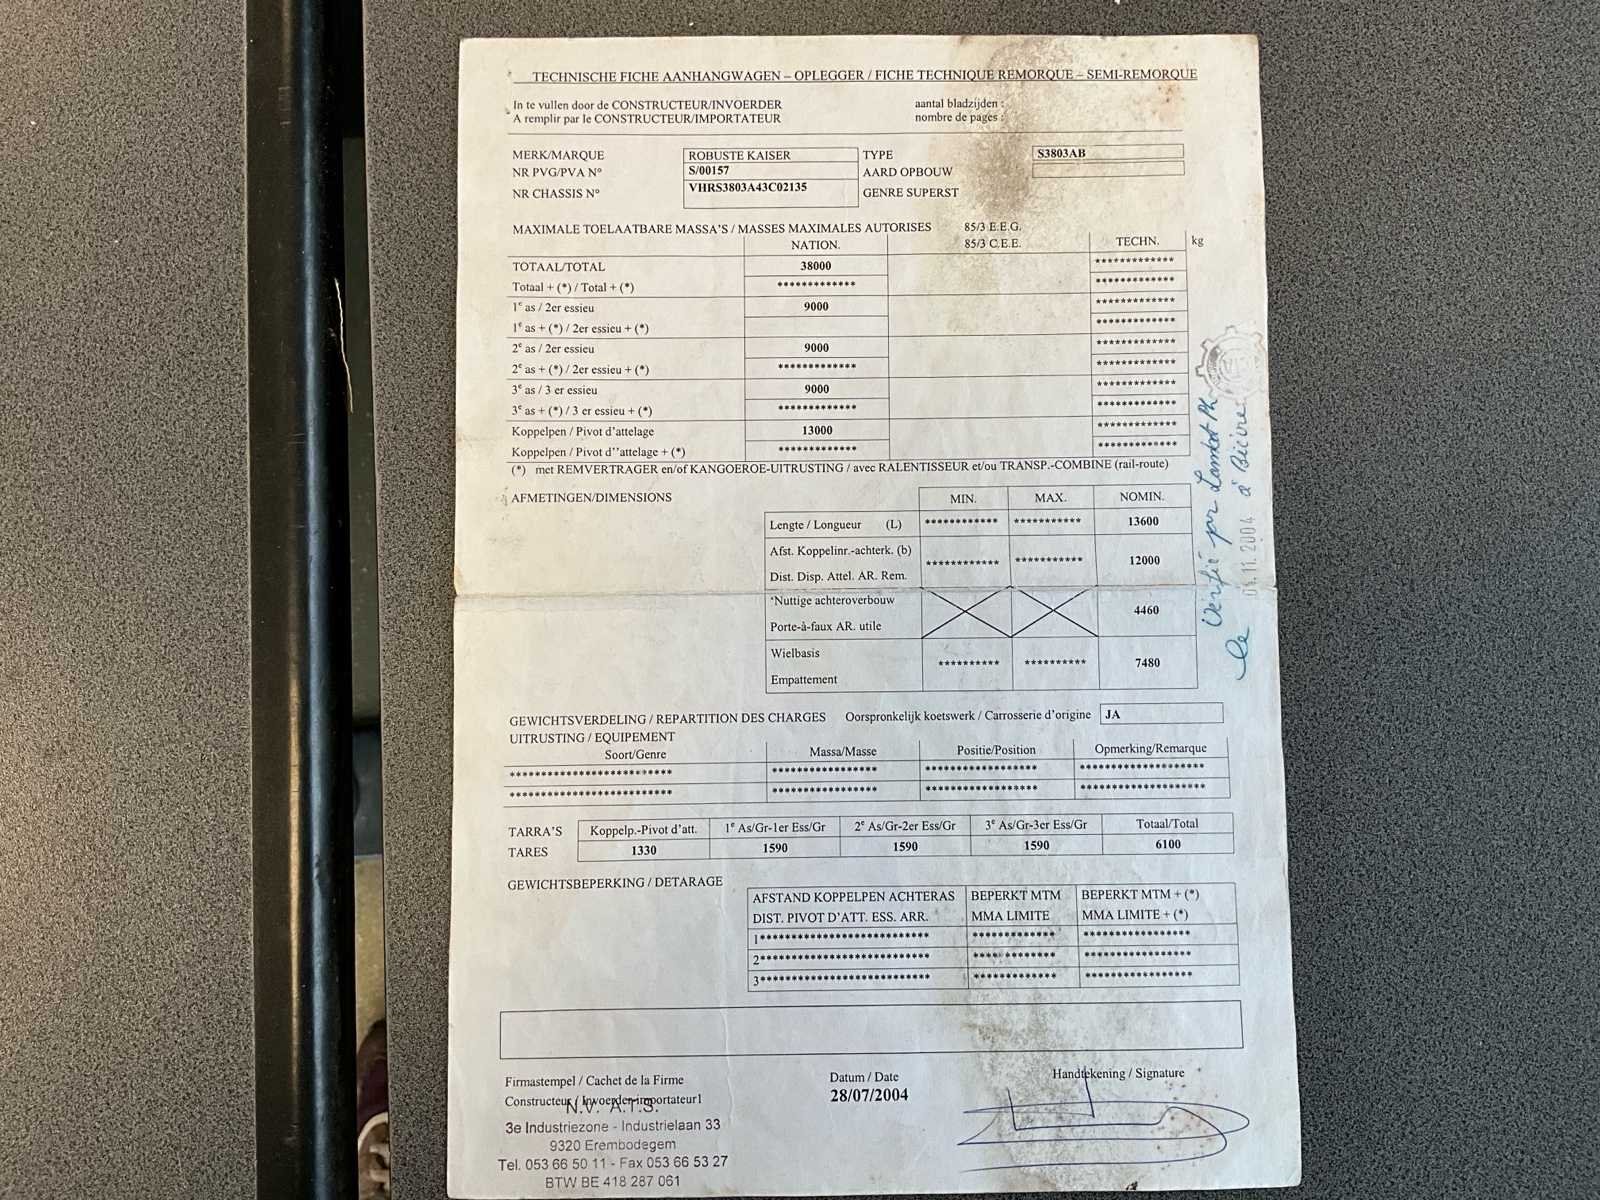 TECHNISCHE FICHE AANHANGWAGEN – OPLEGGER / FICHE TECHNIQUE REMORQUE – SEMI-REMORQUE
In te vullen door de CONSTRUCTEUR/INVOERDER aantal bladzijden :
A remplir par le CONSTRUCTEUR/IMPORTATEUR nombre de pages :
MERK/MARQUE ROBUSTE KAISER TYPE S3803AB
NR PVG/PVA N° S/00157 AARD OPBOUW
NR CHASSIS N° VHRS3803A43C02135 GENRE SUPERST
MAXIMALE TOELAATBARE MASSA'S / MASSES MAXIMALES AUTORISES 85/3 E.E.G.
NATION. 85/3 C.E.E. TECHN. kg
TOTAAL/TOTAL 38000 *************
Totaal + (*) / Total + (*) ************* *************
1e as / 2er essieu 9000 *************
1e as + (*) / 2er essieu + (*) *************
2e as / 2er essieu 9000 *************
2e as + (*) / 2er essieu + (*) ************* *************
3e as / 3 er essieu 9000 *************
3e as + (*) / 3 er essieu + (*) ************* *************
Koppelpen / Pivot d'attelage 13000 *************
Koppelpen / Pivot d''attelage + (*) ************* *************
(*) met REMVERTRAGER en/of KANGOEROE-UITRUSTING / avec RALENTISSEUR et/ou TRANSP.-COMBINE (rail-route)
AFMETINGEN/DIMENSIONS MIN. MAX. NOMIN.
Lengte / Longueur (L) ************ *********** 13600
Afst. Koppelinr.-achterk. (b)
Dist. Disp. Attel. AR. Rem. ************ *********** 12000
*Nuttige achteroverbouw
Porte-à-faux AR. utile 4460
Wielbasis
Empattement ********** ********** 7480
GEWICHTSVERDELING / REPARTITION DES CHARGES Oorspronkelijk koetswerk / Carrosserie d'origine JA
UITRUSTING / EQUIPEMENT
Soort/Genre Massa/Masse Positie/Position Opmerking/Remarque
************************** ***************** ****************** ********************
************************** ***************** ****************** ********************
TARRA'S Koppelp.-Pivot d'att. 1e As/Gr-1er Ess/Gr 2e As/Gr-2er Ess/Gr 3e As/Gr-3er Ess/Gr Totaal/Total
TARES 1330 1590 1590 1590 6100
GEWICHTSBEPERKING / DETARAGE
AFSTAND KOPPELPEN ACHTERAS BEPERKT MTM BEPERKT MTM + (*)
DIST. PIVOT D'ATT. ESS. ARR. MMA LIMITE MMA LIMITE + (*)
1*************************** ************* *****************
2*************************** ************* *****************
3*************************** ************* *****************
Firmastempel / Cachet de la Firme Datum / Date Handtekening / Signature
Constructeur / Invoerder-importateur1 28/07/2004
N.V. A.T.S.
3e Industriezone - Industrielaan 33
9320 Erembodegem
Tel. 053 66 50 11 - Fax 053 66 53 27
BTW BE 418 287 061
Vérifié pr
le 11.2004 à